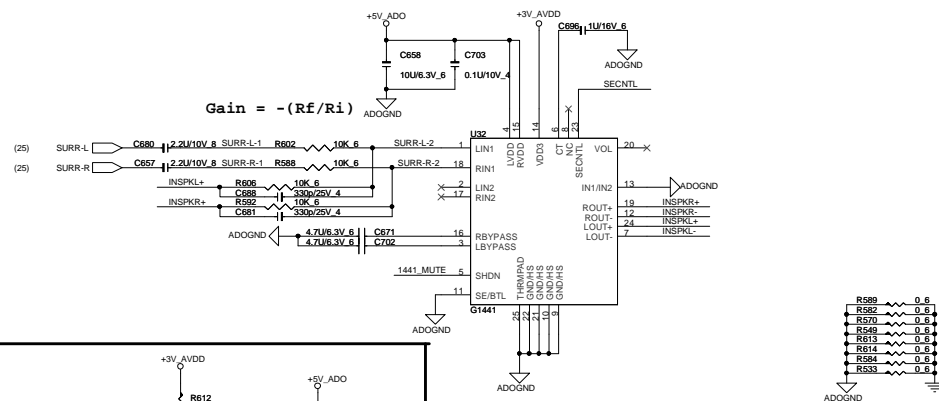 +5V_ADO
+3V_AVDD
C696 1U/16V_6
ADOGND
C658
10U/6.3V_6
C703
0.1U/10V_4
ADOGND
SECNTL
Gain = -(Rf/Ri)
(25) SURR-L C680 2.2U/10V_8 SURR-L-1 R602 10K_6 SURR-L-2
(25) SURR-R C657 2.2U/10V_8 SURR-R-1 R588 10K_6 SURR-R-2
INSPKL+ R606 10K_6
C688 330p/25V_4
INSPKR+ R592 10K_6
C681 330p/25V_4
ADOGND 4.7U/6.3V_6 C671
4.7U/6.3V_6 C702
1441_MUTE
ADOGND
U32
4 LVDD
15 RVDD
14 VDD3
6 CT
8 NC
23 SECNTL
1 LIN1
18 RIN1
2 LIN2
17 RIN2
16 RBYPASS
3 LBYPASS
5 SHDN
11 SE/BTL
G1441
VOL 20
IN1/IN2 13 ADOGND
ROUT+ 19 INSPKR+
ROUT- 12 INSPKR-
LOUT+ 24 INSPKL+
LOUT- 7 INSPKL-
THRMPAD 25
GND/HS 22
GND/HS 21
GND/HS 10
GND/HS 9
ADOGND
R589 0_6
R582 0_6
R570 0_6
R549 0_6
R613 0_6
R614 0_6
R584 0_6
R533 0_6
ADOGND
+3V_AVDD
R612
+5V_ADO